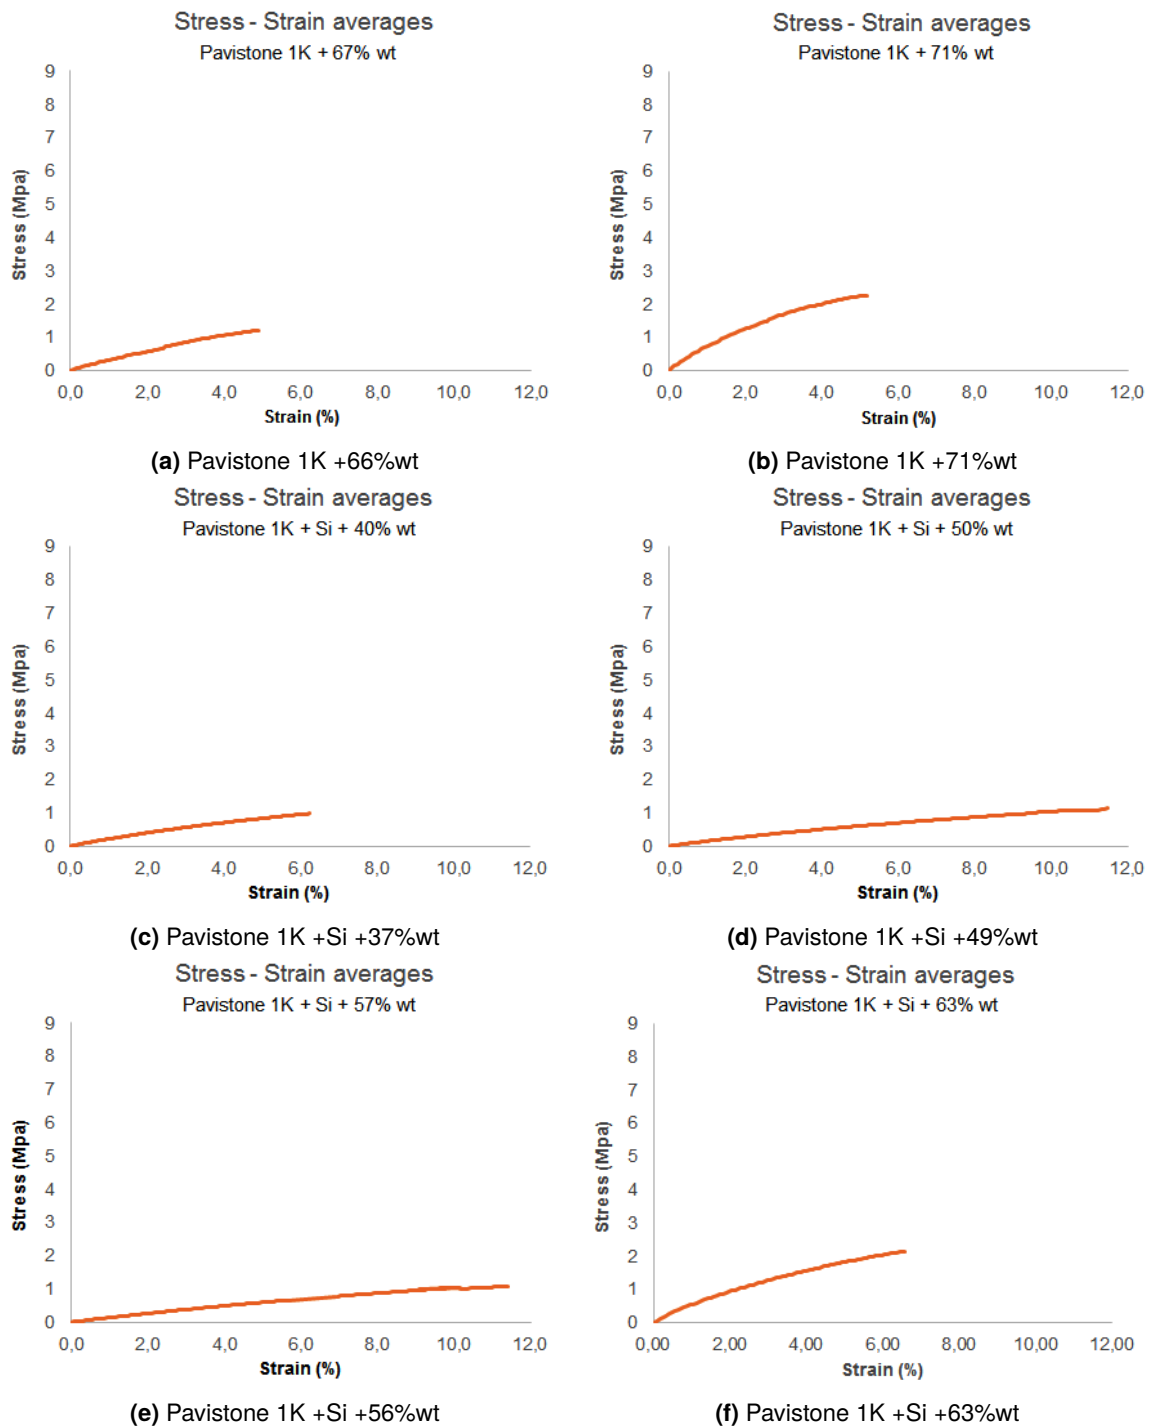 Stress - Strain averages
Pavistone 1K + 67% wt
9
8
7
6
5
4
3
2
1
0
Stress (Mpa)
0,0 2,0 4,0 6,0 8,0 10,0 12,0
Strain (%)
(a) Pavistone 1K +66%wt
Stress - Strain averages
Pavistone 1K + 71% wt
9
8
7
6
5
4
3
2
1
0
Stress (Mpa)
0,0 2,0 4,0 6,0 8,0 10,0 12,0
Strain (%)
(b) Pavistone 1K +71%wt
Stress - Strain averages
Pavistone 1K + Si + 40% wt
9
8
7
6
5
4
3
2
1
0
Stress (Mpa)
0,0 2,0 4,0 6,0 8,0 10,0 12,0
Strain (%)
(c) Pavistone 1K +Si +37%wt
Stress - Strain averages
Pavistone 1K + Si + 50% wt
9
8
7
6
5
4
3
2
1
0
Stress (Mpa)
0,0 2,0 4,0 6,0 8,0 10,0 12,0
Strain (%)
(d) Pavistone 1K +Si +49%wt
Stress - Strain averages
Pavistone 1K + Si + 57% wt
9
8
7
6
5
4
3
2
1
0
Stress (Mpa)
0,0 2,0 4,0 6,0 8,0 10,0 12,0
Strain (%)
(e) Pavistone 1K +Si +56%wt
Stress - Strain averages
Pavistone 1K + Si + 63% wt
9
8
7
6
5
4
3
2
1
0
Stress (Mpa)
0,00 2,00 4,00 6,00 8,00 10,00 12,00
Strain (%)
(f) Pavistone 1K +Si +63%wt